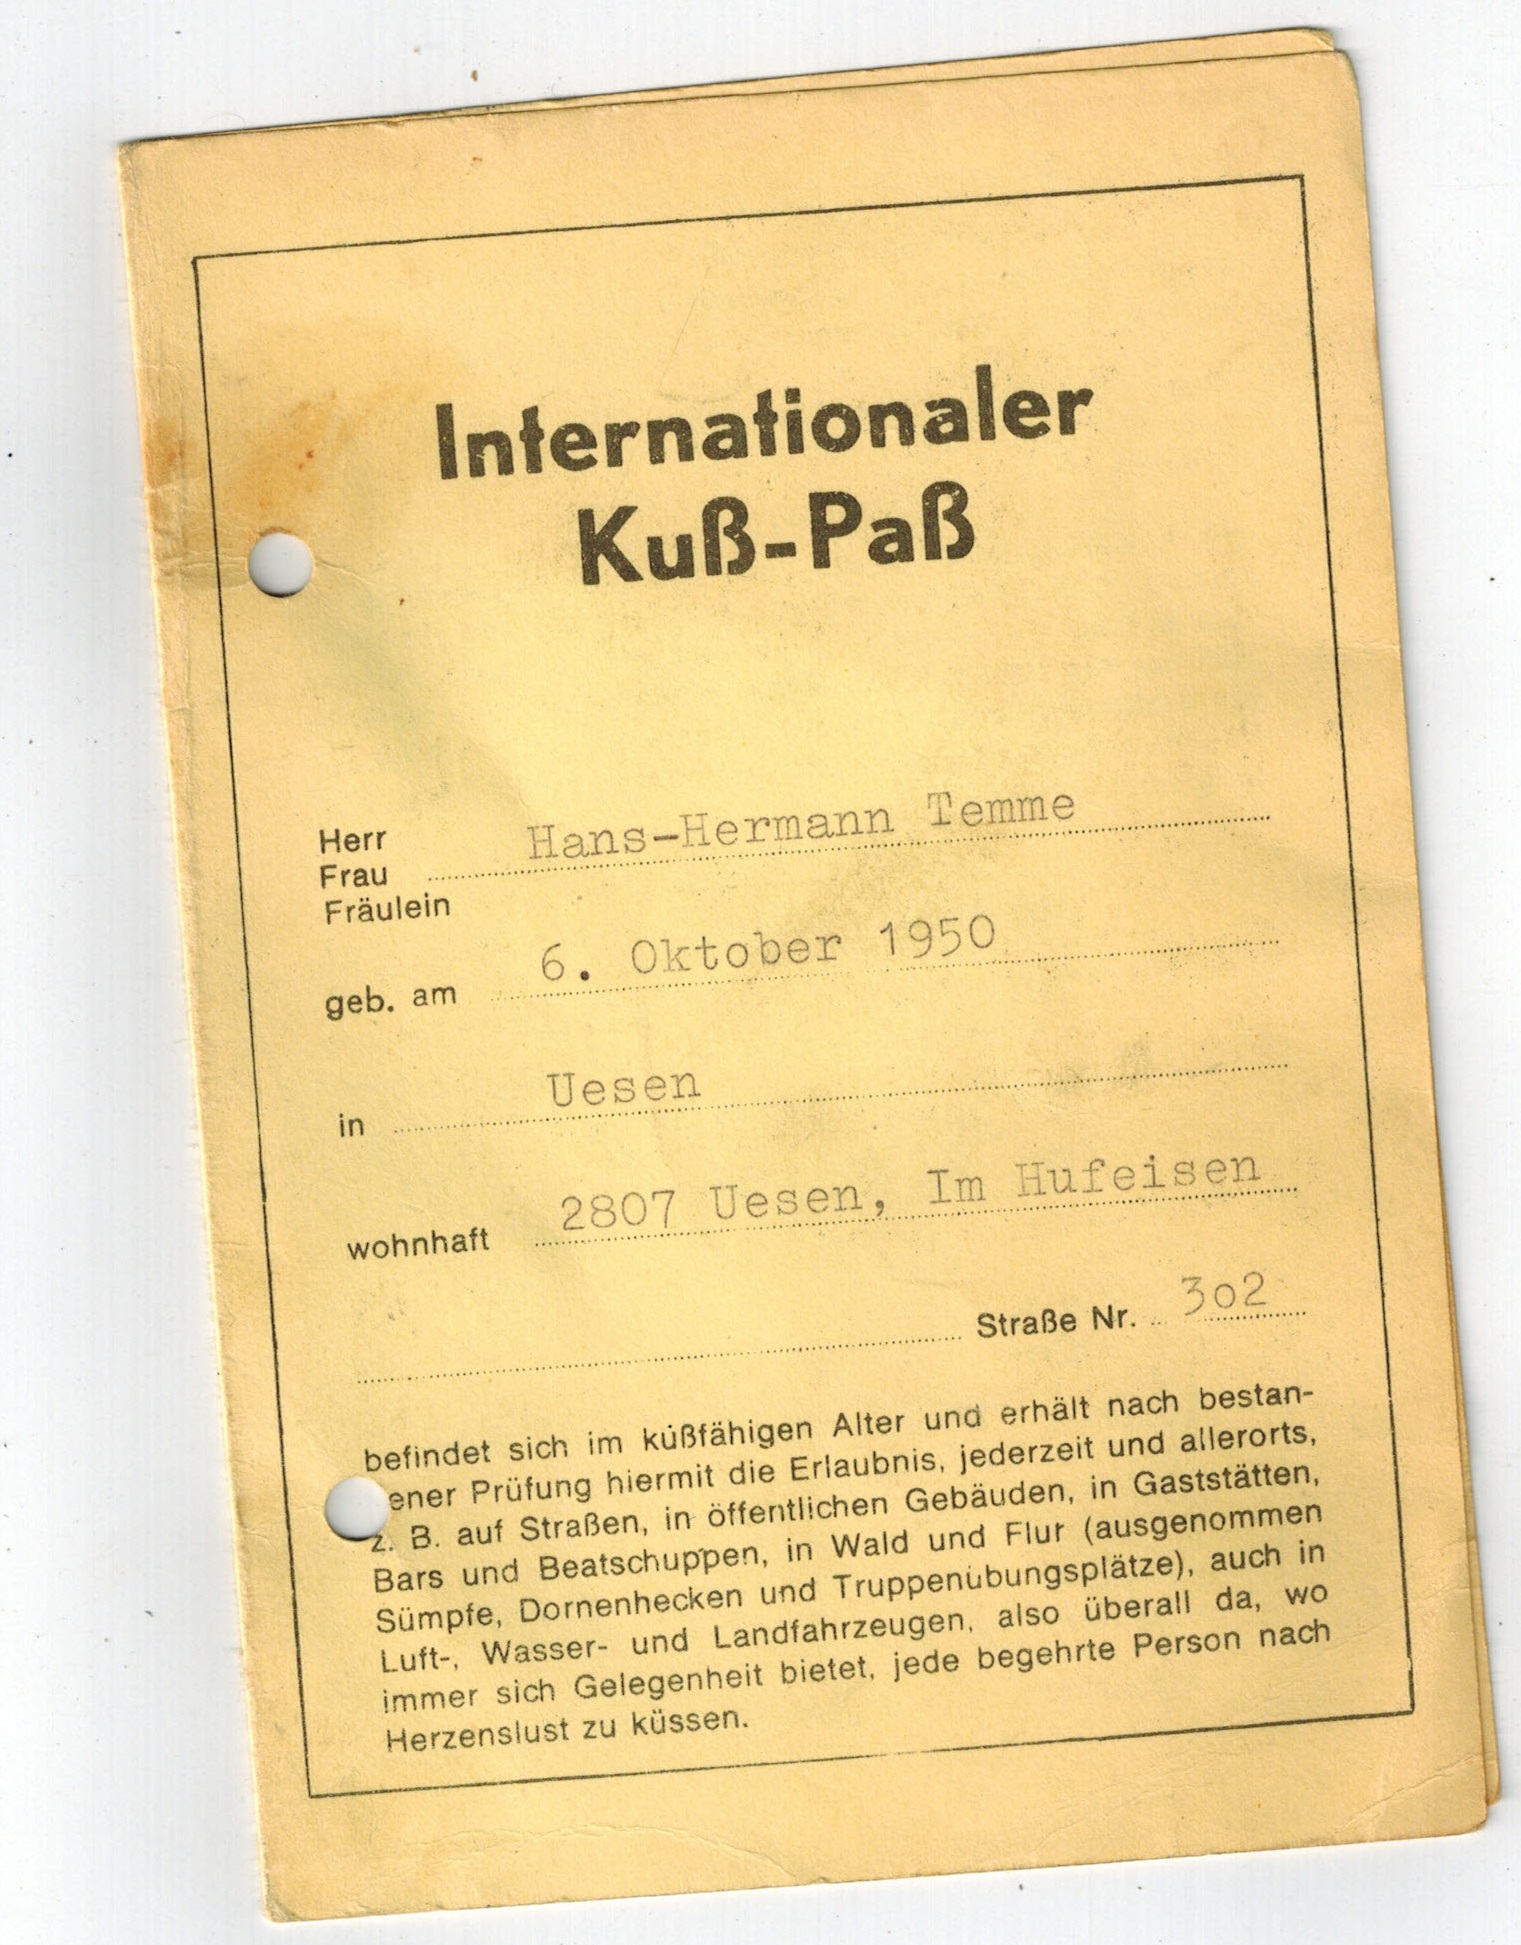 Internationaler
Kuß-Paß
Herr
Frau
Fräulein
Hans-Hermann Temme
geb. am 6. Oktober 1950
in Uesen
wohnhaft 2807 Uesen, Im Hufeisen
Straße Nr. 3o2
befindet sich im kußfähigen Alter und erhält nach bestan-
ener Prüfung hiermit die Erlaubnis, jederzeit und allerorts,
z. B. auf Straßen, in öffentlichen Gebäuden, in Gaststätten,
Bars und Beatschuppen, in Wald und Flur (ausgenommen
Sümpfe, Dornenhecken und Truppenübungsplätze), auch in
Luft-, Wasser- und Landfahrzeugen, also überall da, wo
immer sich Gelegenheit bietet, jede begehrte Person nach
Herzenslust zu küssen.